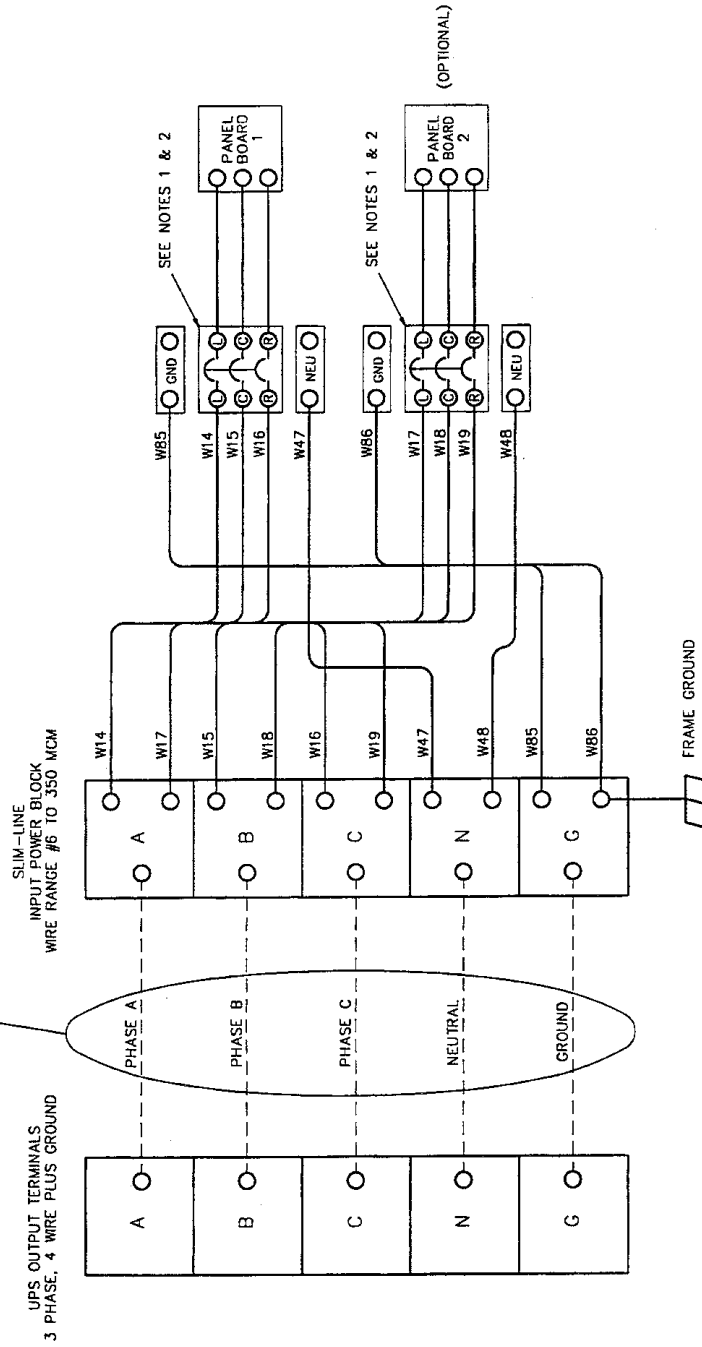 UPS OUTPUT TERMINALS
3 PHASE, 4 WIRE PLUS GROUND
A
B
C
N
G
PHASE A
PHASE B
PHASE C
NEUTRAL
GROUND
SLIM-LINE
INPUT POWER BLOCK
WIRE RANGE #6 TO 350 MCM
A
B
C
N
G
W14
W17
W15
W18
W16
W19
W47
W48
W85
W86
FRAME GROUND
W85
W14
W15
W16
W47
GND
L L
C C
R R
NEU
SEE NOTES 1 & 2
PANEL
BOARD
1
W86
W17
W18
W19
W48
GND
L L
C C
R R
NEU
SEE NOTES 1 & 2
PANEL
BOARD
2
(OPTIONAL)